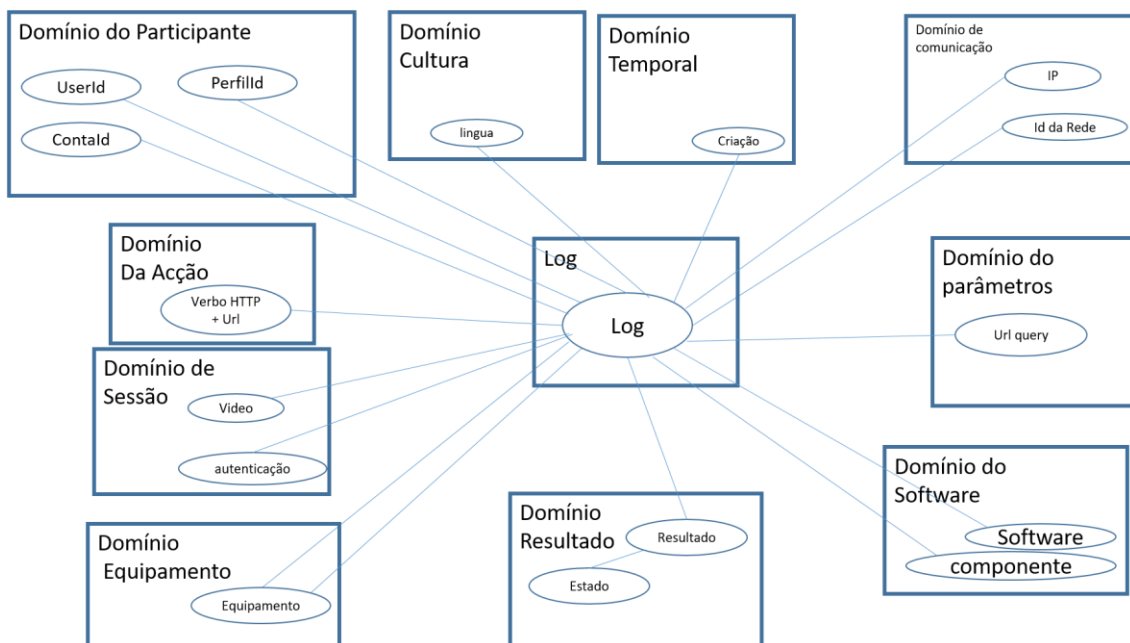 Domínio do Participante
UserId
PerfilId
ContaId
Domínio
Cultura
lingua
Domínio
Temporal
Criação
Domínio de
comunicação
IP
Id da Rede
Domínio
Da Acção
Verbo HTTP
+ Url
Log
Log
Domínio do
parâmetros
Url query
Domínio de
Sessão
Video
autenticação
Domínio
Equipamento
Equipamento
Domínio
Resultado
Resultado
Estado
Domínio do
Software
Software
componente